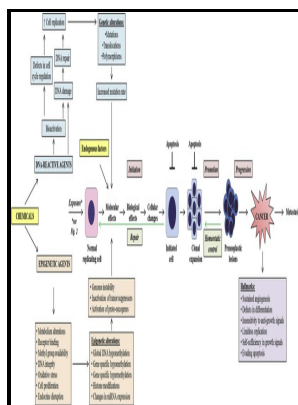 ↑ Cell replication
Genetic alterations:
•Mutations
•Translocations
•Polymorphisms
Defects in cell
cycle regulation
DNA repair
DNA damage
Increased mutation rate
Bioactivation
Endogenous factors
DNA-REACTIVE AGENTS
CHEMICALS
EPIGENETIC AGENTS
Exposure*
*or
Fig. 2
Initiation
Molecular
effects
Biological
effects
Cellular
changes
Repair
Normal
replicating cell
Apoptosis
Apoptosis
Promotion
Progression
Initiated
cell
Clonal
expansion
Homeostatic
control
Preneoplastic
lesions
CANCER
Metastasis
• Genome instability
• Inactivation of tumor suppressors
• Activation of proto-oncogenes
Hallmarks:
• Sustained angiogenesis
• Defects in differentiation
• Insensitivity to anti-growth signals
• Limitless replication
• Self-sufficiency in growth signals
• Evading apoptosis
• Metabolism alterations
• Receptor binding
• Methyl group availability
• DNA integrity
• Oxidative stress
• Cell proliferation
• Endocrine disruption
Epigenetic alterations:
• Global DNA hypomethylation
• Gene specific hypomethylation
• Gene specific hypermethylation
• Histone modifications
• Changes in miRNA expression